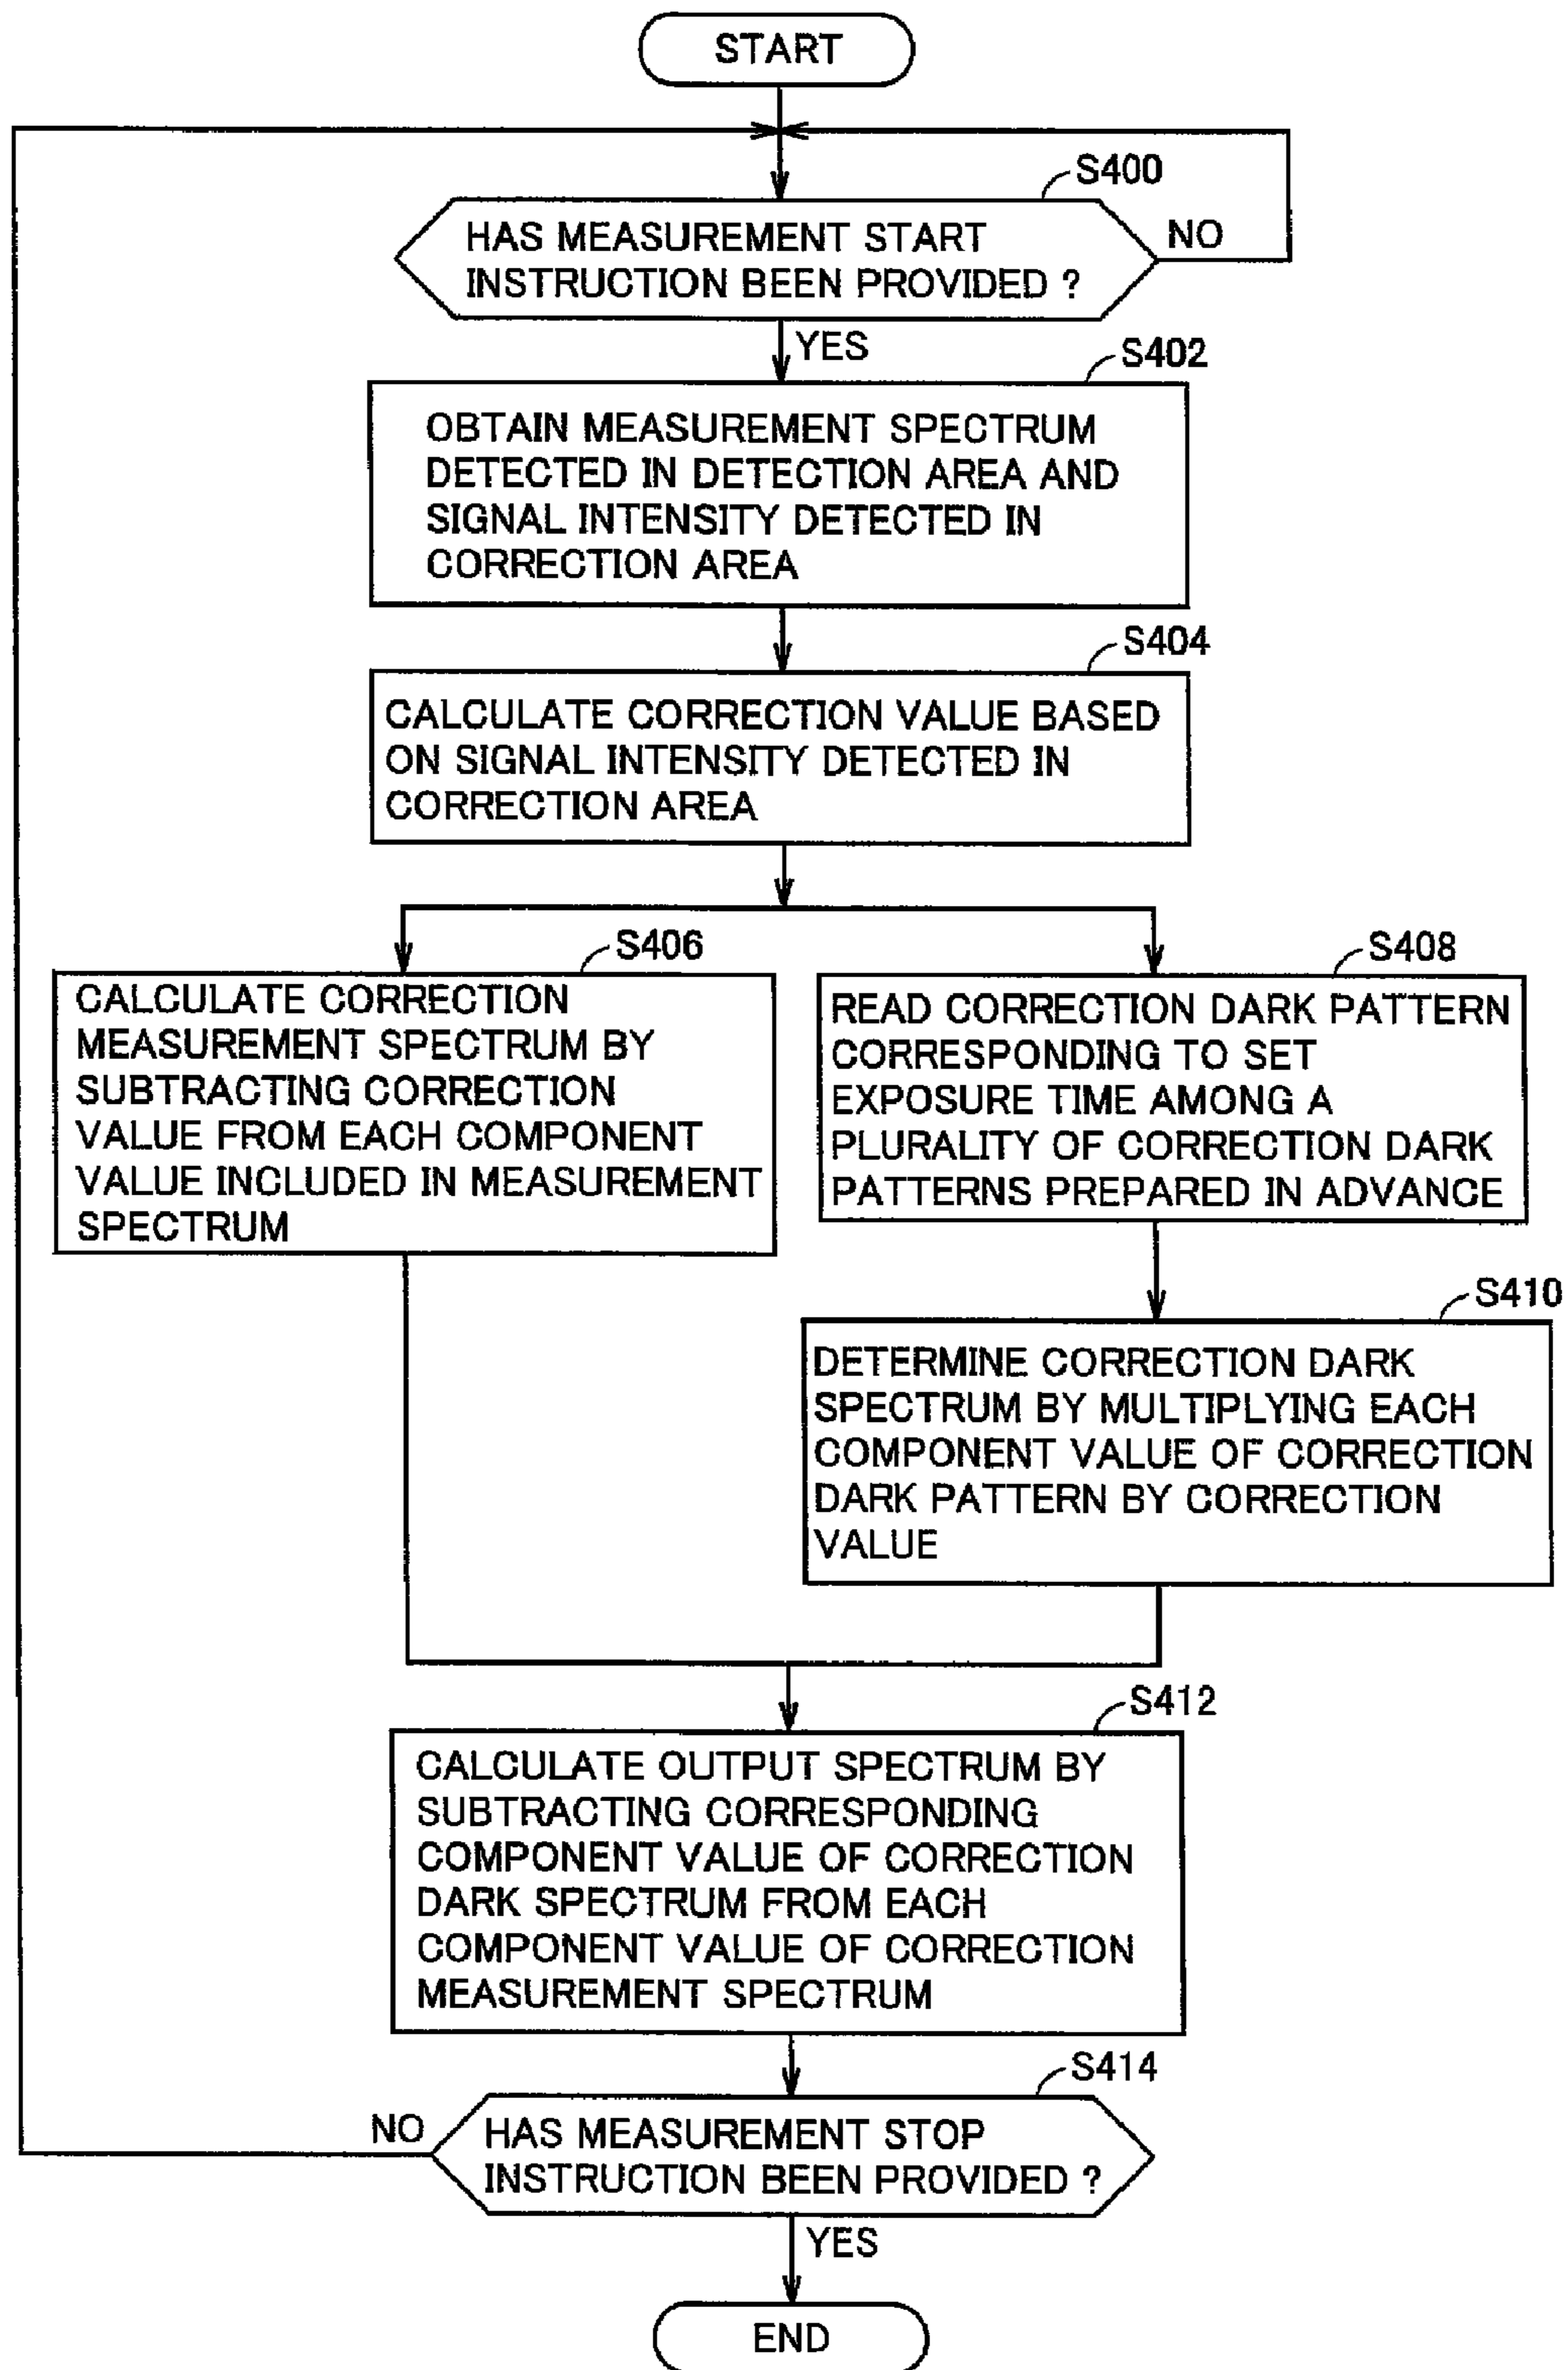 START
S400
HAS MEASUREMENT START
INSTRUCTION BEEN PROVIDED ?
NO
YES
S402
OBTAIN MEASUREMENT SPECTRUM
DETECTED IN DETECTION AREA AND
SIGNAL INTENSITY DETECTED IN
CORRECTION AREA
S404
CALCULATE CORRECTION VALUE BASED
ON SIGNAL INTENSITY DETECTED IN
CORRECTION AREA
S406
CALCULATE CORRECTION
MEASUREMENT SPECTRUM BY
SUBTRACTING CORRECTION
VALUE FROM EACH COMPONENT
VALUE INCLUDED IN MEASUREMENT
SPECTRUM
S408
READ CORRECTION DARK PATTERN
CORRESPONDING TO SET
EXPOSURE TIME AMONG A
PLURALITY OF CORRECTION DARK
PATTERNS PREPARED IN ADVANCE
S410
DETERMINE CORRECTION DARK
SPECTRUM BY MULTIPLYING EACH
COMPONENT VALUE OF CORRECTION
DARK PATTERN BY CORRECTION
VALUE
S412
CALCULATE OUTPUT SPECTRUM BY
SUBTRACTING CORRESPONDING
COMPONENT VALUE OF CORRECTION
DARK SPECTRUM FROM EACH
COMPONENT VALUE OF CORRECTION
MEASUREMENT SPECTRUM
S414
NO
HAS MEASUREMENT STOP
INSTRUCTION BEEN PROVIDED ?
YES
END